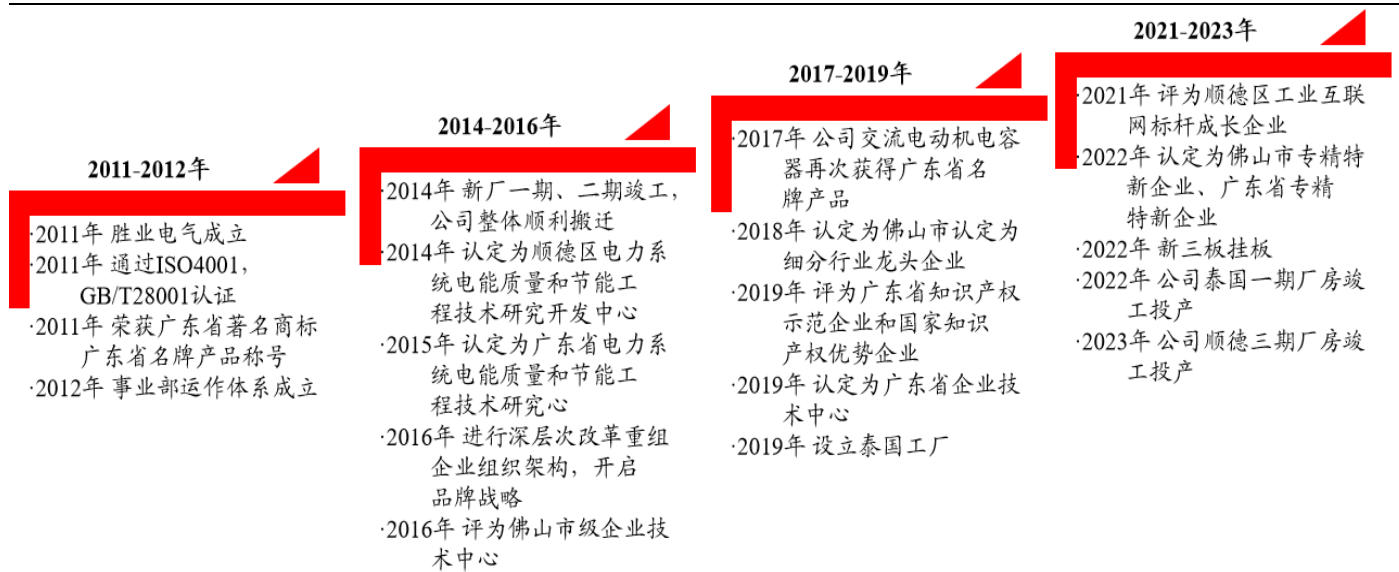 2011-2012年
·2011年 胜业电气成立
·2011年 通过ISO4001，
GB/T28001认证
·2011年 荣获广东省著名商标
广东省名牌产品称号
·2012年 事业部运作体系成立
2014-2016年
·2014年 新厂一期、二期竣工，
公司整体顺利搬迁
·2014年 认定为顺德区电力系
统电能质量和节能工
程技术研究开发中心
·2015年 认定为广东省电力系
统电能质量和节能工
程技术研究心
·2016年 进行深层次改革重组
企业组织架构，开启
品牌战略
·2016年 评为佛山市级企业技
术中心
2017-2019年
·2017年 公司交流电动机电容
器再次获得广东省名
牌产品
·2018年 认定为佛山市认定为
细分行业龙头企业
·2019年 评为广东省知识产权
示范企业和国家知识
产权优势企业
·2019年 认定为广东省企业技
术中心
·2019年 设立泰国工厂
2021-2023年
·2021年 评为顺德区工业互联
网标杆成长企业
·2022年 认定为佛山市专精特
新企业、广东省专精
特新企业
·2022年 新三板挂板
·2022年 公司泰国一期厂房竣
工投产
·2023年 公司顺德三期厂房竣
工投产